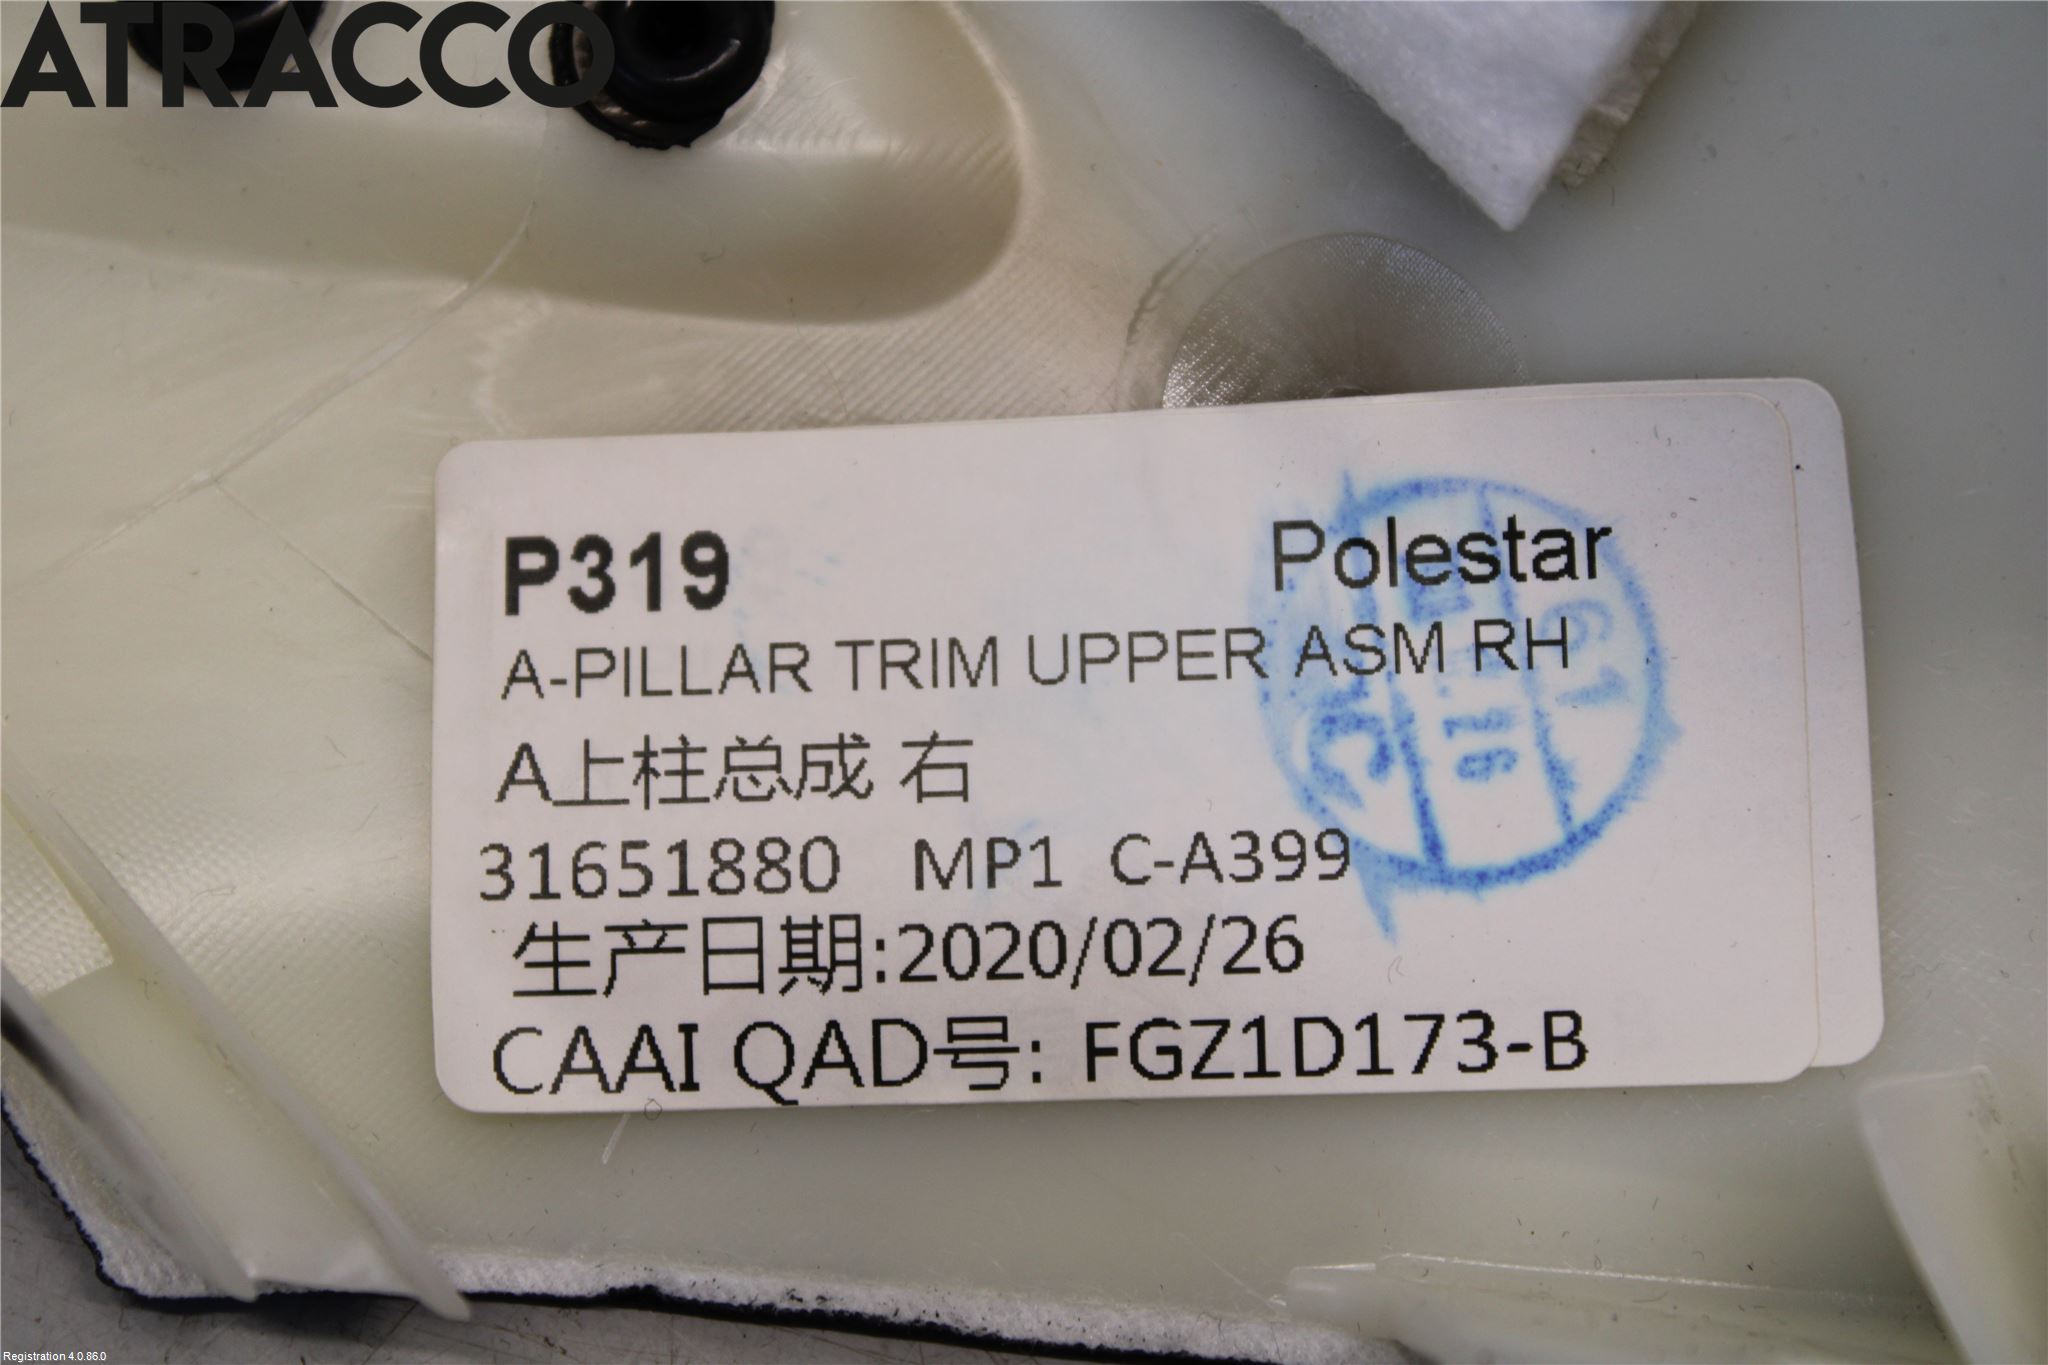 ATRACCO
P319 Polestar
A-PILLAR TRIM UPPER ASM RH
A上柱总成 右
31651880 MP1 C-A399
生产日期:2020/02/26
CAAI QAD号: FGZ1D173-B
Registration 4.0.86.0